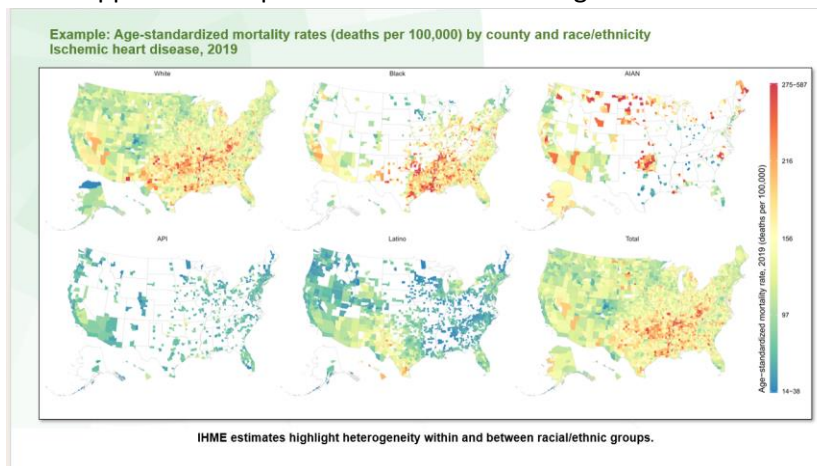 Example: Age-standardized mortality rates (deaths per 100,000) by county and race/ethnicity
Ischemic heart disease, 2019
White
Black
AIAN
API
Latino
Total
275–587
216
156
97
14–38
Age−standardized mortality rate, 2019 (deaths per 100,000)
IHME estimates highlight heterogeneity within and between racial/ethnic groups.